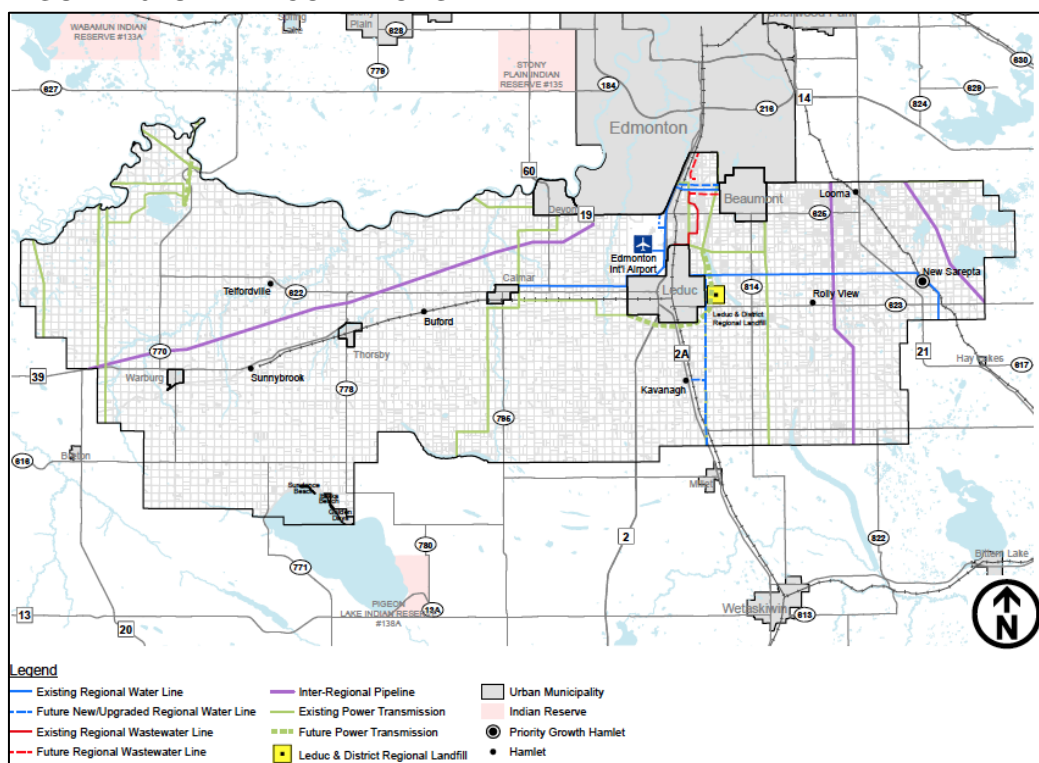 WABAMUN INDIAN
RESERVE #133A
Spring
Lake
Plain
628
779
STONY
PLAIN INDIAN
RESERVE #135
627
184
216
Edmonton
14
830
629
824
60
Devon
19
Beaumont
Looma
625
39
Edmonton
Int'l Airport
Telfordville
622
Calmar
Leduc
814
New Sarepta
Rolly View
623
Leduc & District
Regional Landfill
Buford
770
Thorsby
2A
21
Hay Lakes
617
Warburg
Sunnybrook
778
Kavanagh
795
616
Breton
Millet
Sundance
Beach
780
771
2
822
Bittern Lake
PIGEON
LAKE INDIAN RESERVE
#138A
13
13A
20
Wetaskiwin
613
N
Legend
Existing Regional Water Line
Future New/Upgraded Regional Water Line
Existing Regional Wastewater Line
Future Regional Wastewater Line
Inter-Regional Pipeline
Existing Power Transmission
Future Power Transmission
Leduc & District Regional Landfill
Urban Municipality
Indian Reserve
Priority Growth Hamlet
Hamlet